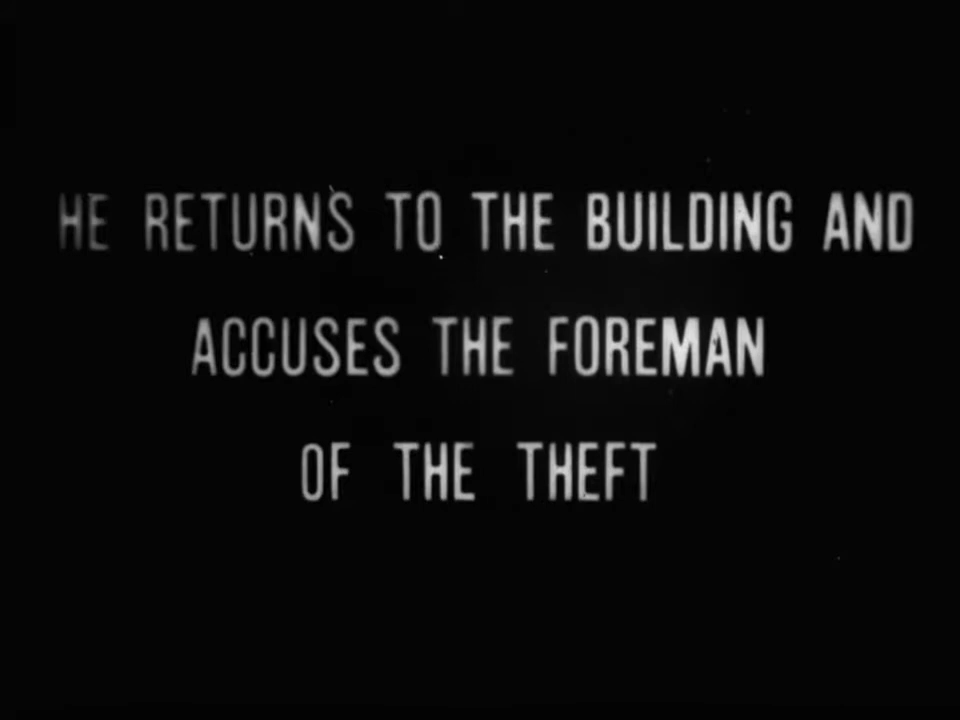 HE RETURNS TO THE BUILDING AND
ACCUSES THE FOREMAN
OF THE THEFT